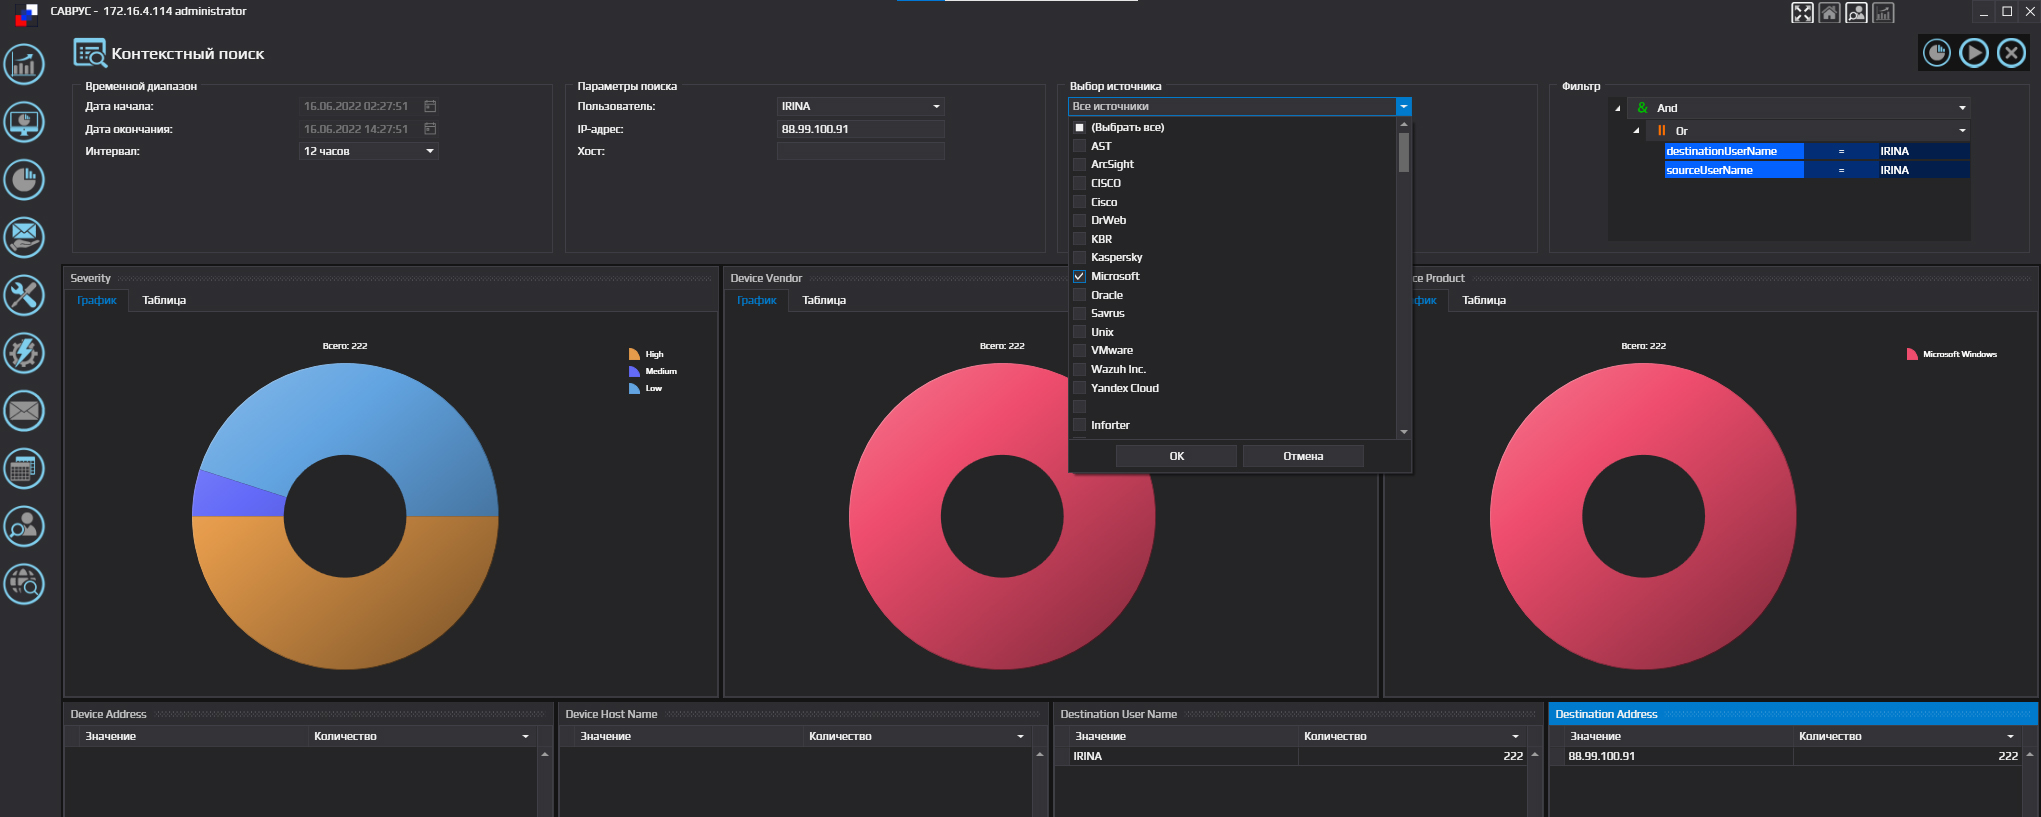 САВРУС - 172.16.4.114 administrator
Контекстный поиск
Временной диапазон
Дата начала: 16.06.2022 02:27:51
Дата окончания: 16.06.2022 14:27:51
Интервал: 12 часов
Параметры поиска
Пользователь: IRINA
IP-адрес: 88.99.100.91
Хост:
Выбор источника
Все источники
(Выбрать все)
AST
ArcSight
CISCO
Cisco
DrWeb
KBR
Kaspersky
Microsoft
Oracle
Savrus
Unix
VMware
Wazuh Inc.
Yandex Cloud
Inforter
OK Отмена
Фильтр
& And
Or
destinationUserName = IRINA
sourceUserName = IRINA
Severity
График Таблица
Всего: 222
High
Medium
Low
Device Vendor
График Таблица
Всего: 222
ce Product
фик Таблица
Всего: 222
Microsoft Windows
Device Address
Значение Количество
Device Host Name
Значение Количество
Destination User Name
Значение Количество
IRINA 222
Destination Address
Значение Количество
88.99.100.91 222